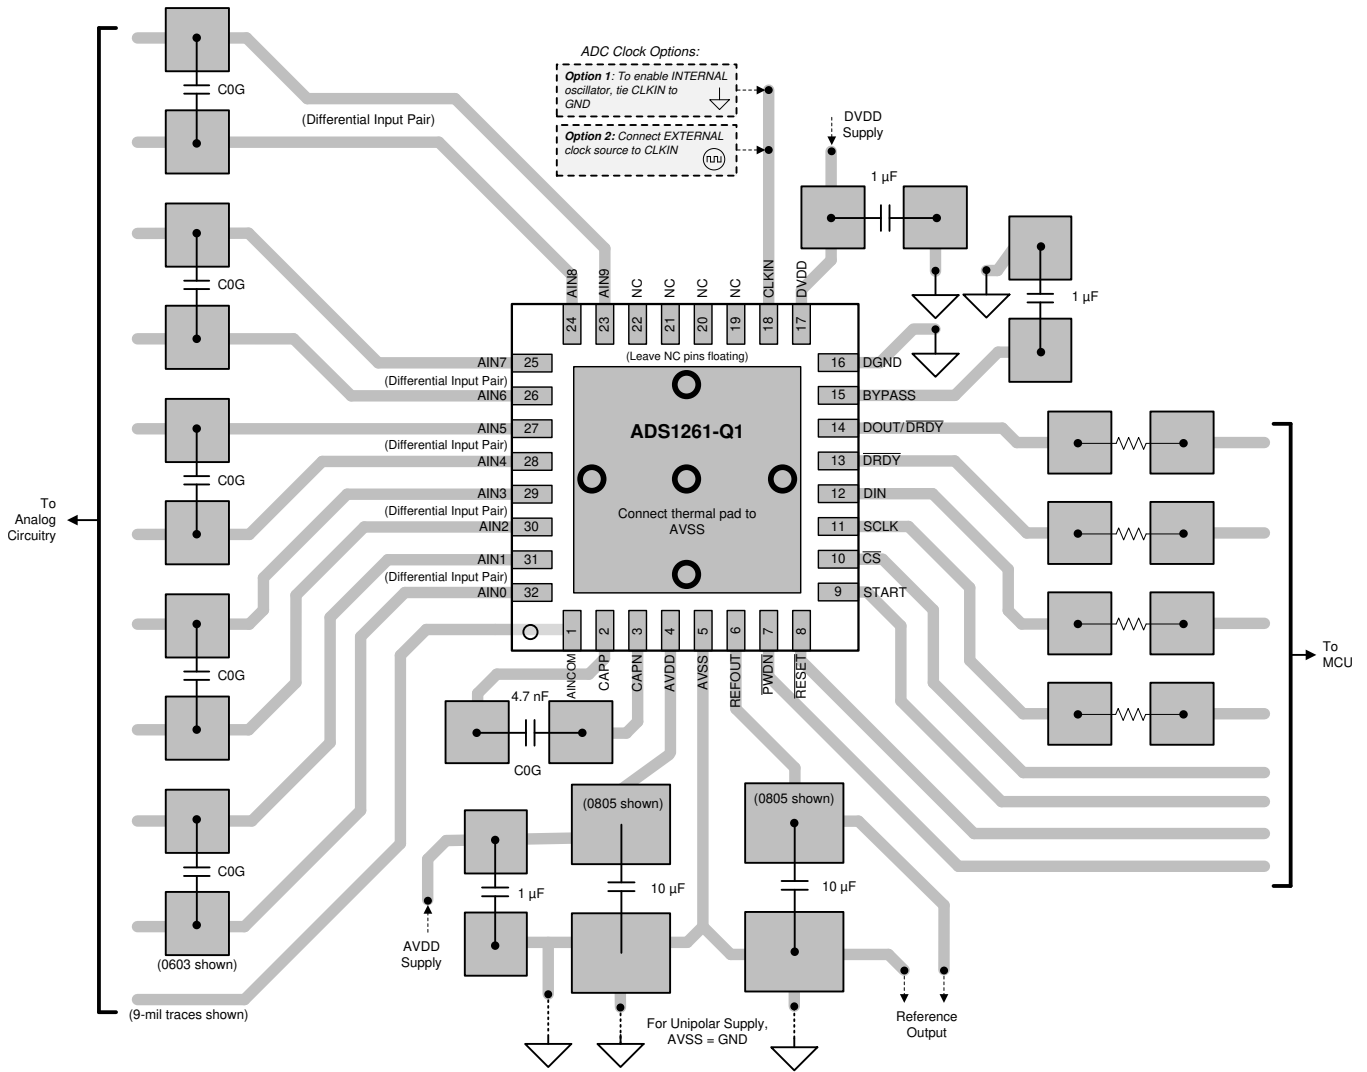 ADC Clock Options:
Option 1: To enable INTERNAL
oscillator, tie CLKIN to
GND
Option 2: Connect EXTERNAL
clock source to CLKIN
DVDD
Supply
1 µF
1 µF
C0G
(Differential Input Pair)
C0G
C0G
C0G
C0G
(0603 shown)
(9-mil traces shown)
To
Analog
Circuitry
AIN8
AIN9
NC
NC
NC
NC
CLKIN
DVDD
24
23
22
21
20
19
18
17
(Leave NC pins floating)
AIN7
25
(Differential Input Pair)
AIN6
26
AIN5
27
(Differential Input Pair)
AIN4
28
AIN3
29
(Differential Input Pair)
AIN2
30
AIN1
31
(Differential Input Pair)
AIN0
32
ADS1261-Q1
Connect thermal pad to
AVSS
16 DGND
15 BYPASS
14 DOUT/DRDY
13 DRDY
12 DIN
11 SCLK
10 CS
9 START
1
2
3
4
5
6
7
8
AINCOM
CAPP
CAPN
AVDD
AVSS
REFOUT
PWDN
RESET
To
MCU
4.7 nF
C0G
(0805 shown)
(0805 shown)
1 µF
10 µF
10 µF
AVDD
Supply
For Unipolar Supply,
AVSS = GND
Reference
Output